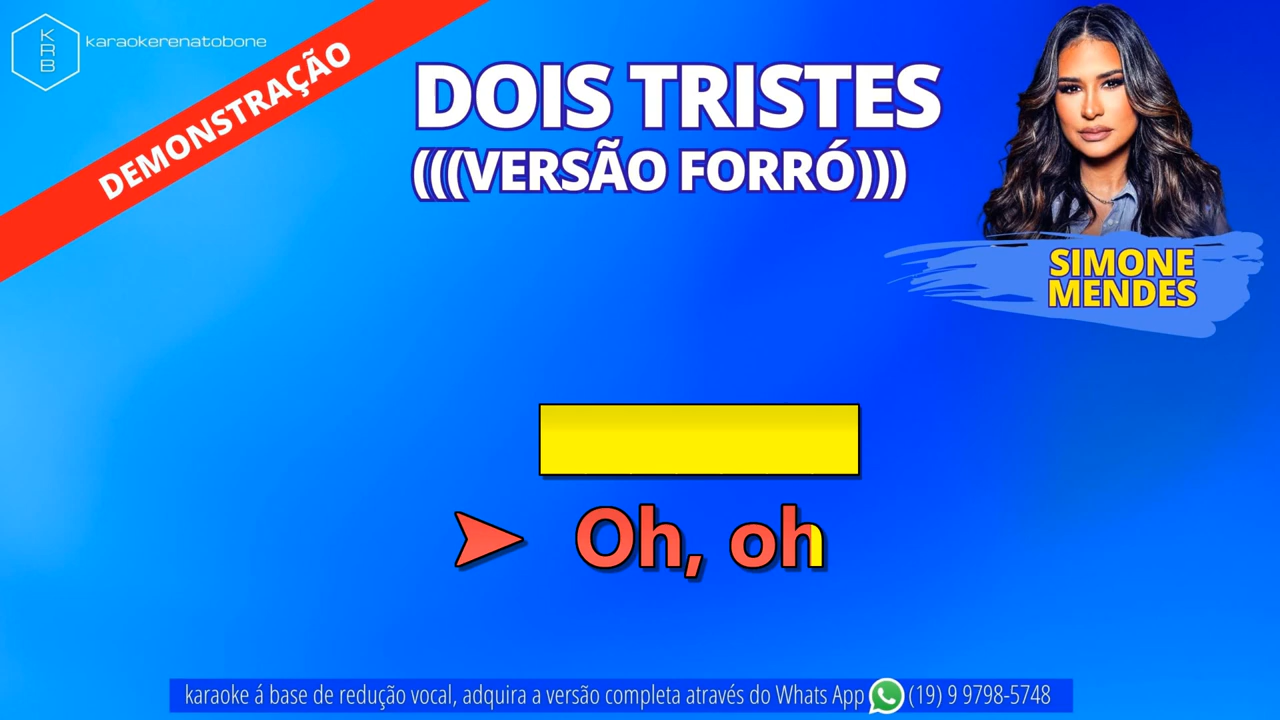 KRB
karaokerenatobone
DEMONSTRAÇÃO
DOIS TRISTES
(((VERSÃO FORRÓ)))
SIMONE
MENDES
Oh, oh
karaoke á base de redução vocal, adquira a versão completa através do Whats App (19) 9 9798-5748